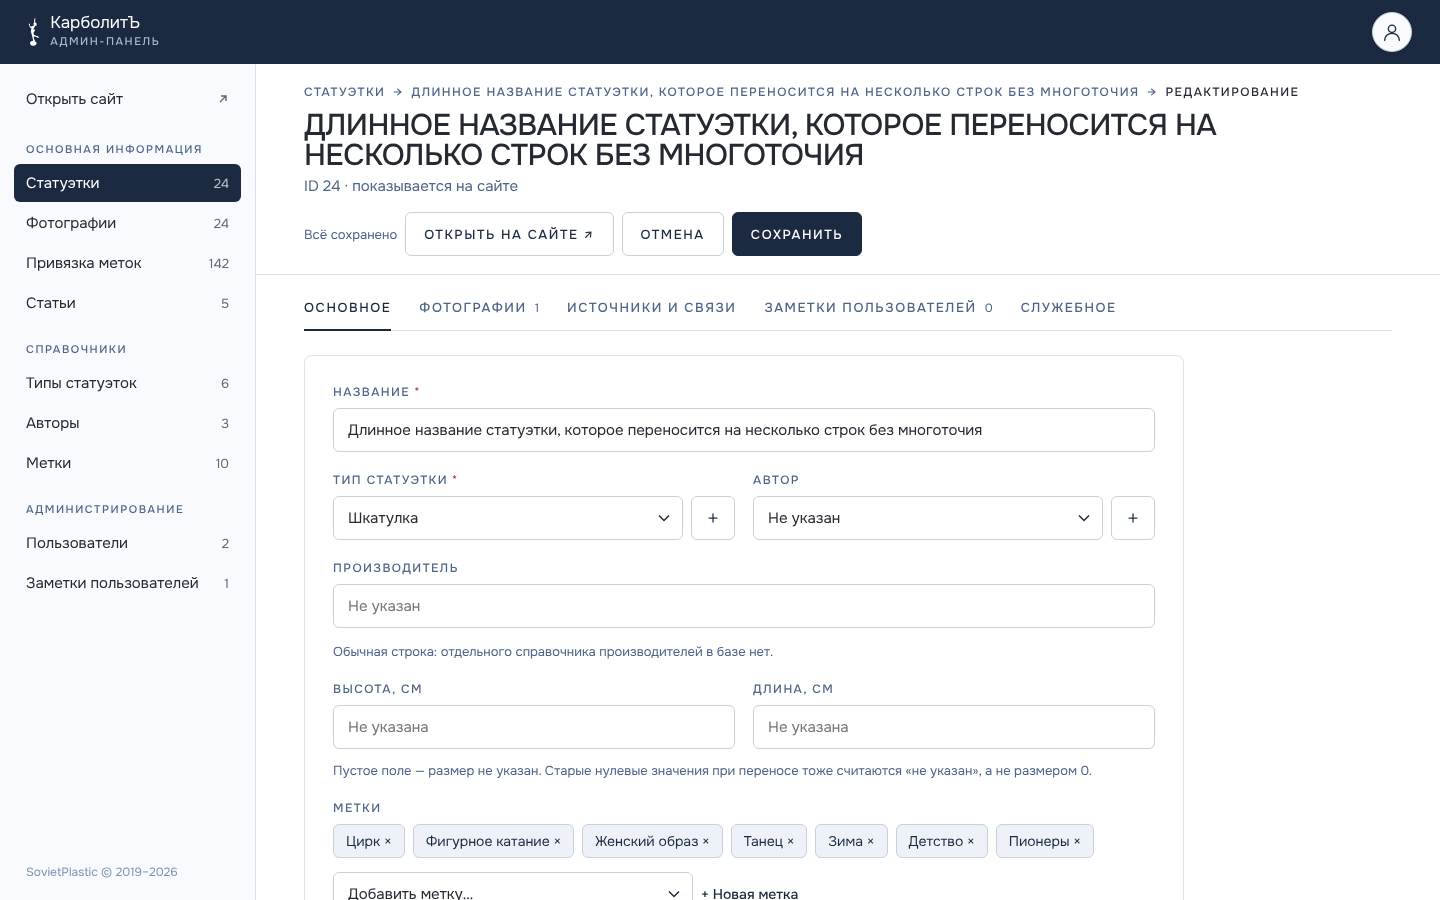 КарболитЪ
АДМИН-ПАНЕЛЬ
Открыть сайт ↗
ОСНОВНАЯ ИНФОРМАЦИЯ
Статуэтки 24
Фотографии 24
Привязка меток 142
Статьи 5
СПРАВОЧНИКИ
Типы статуэток 6
Авторы 3
Метки 10
АДМИНИСТРИРОВАНИЕ
Пользователи 2
Заметки пользователей 1
SovietPlastic © 2019–2026
СТАТУЭТКИ → ДЛИННОЕ НАЗВАНИЕ СТАТУЭТКИ, КОТОРОЕ ПЕРЕНОСИТСЯ НА НЕСКОЛЬКО СТРОК БЕЗ МНОГОТОЧИЯ → РЕДАКТИРОВАНИЕ
ДЛИННОЕ НАЗВАНИЕ СТАТУЭТКИ, КОТОРОЕ ПЕРЕНОСИТСЯ НА
НЕСКОЛЬКО СТРОК БЕЗ МНОГОТОЧИЯ
ID 24 · показывается на сайте
Всё сохранено ОТКРЫТЬ НА САЙТЕ ↗ ОТМЕНА СОХРАНИТЬ
ОСНОВНОЕ ФОТОГРАФИИ 1 ИСТОЧНИКИ И СВЯЗИ ЗАМЕТКИ ПОЛЬЗОВАТЕЛЕЙ 0 СЛУЖЕБНОЕ
НАЗВАНИЕ *
Длинное название статуэтки, которое переносится на несколько строк без многоточия
ТИП СТАТУЭТКИ * АВТОР
Шкатулка + Не указан +
ПРОИЗВОДИТЕЛЬ
Не указан
Обычная строка: отдельного справочника производителей в базе нет.
ВЫСОТА, СМ ДЛИНА, СМ
Не указана Не указана
Пустое поле — размер не указан. Старые нулевые значения при переносе тоже считаются «не указан», а не размером 0.
МЕТКИ
Цирк × Фигурное катание × Женский образ × Танец × Зима × Детство × Пионеры ×
Добавить метку... + Новая метка